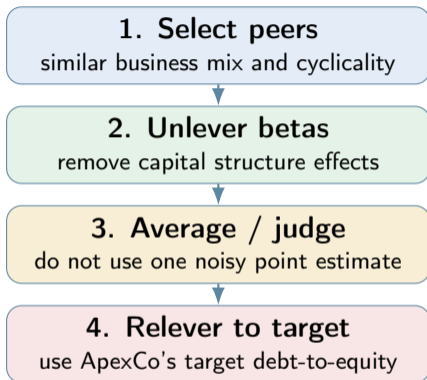 1. Select peers
similar business mix and cyclicality
2. Unlever betas
remove capital structure effects
3. Average / judge
do not use one noisy point estimate
4. Relever to target
use ApexCo's target debt-to-equity